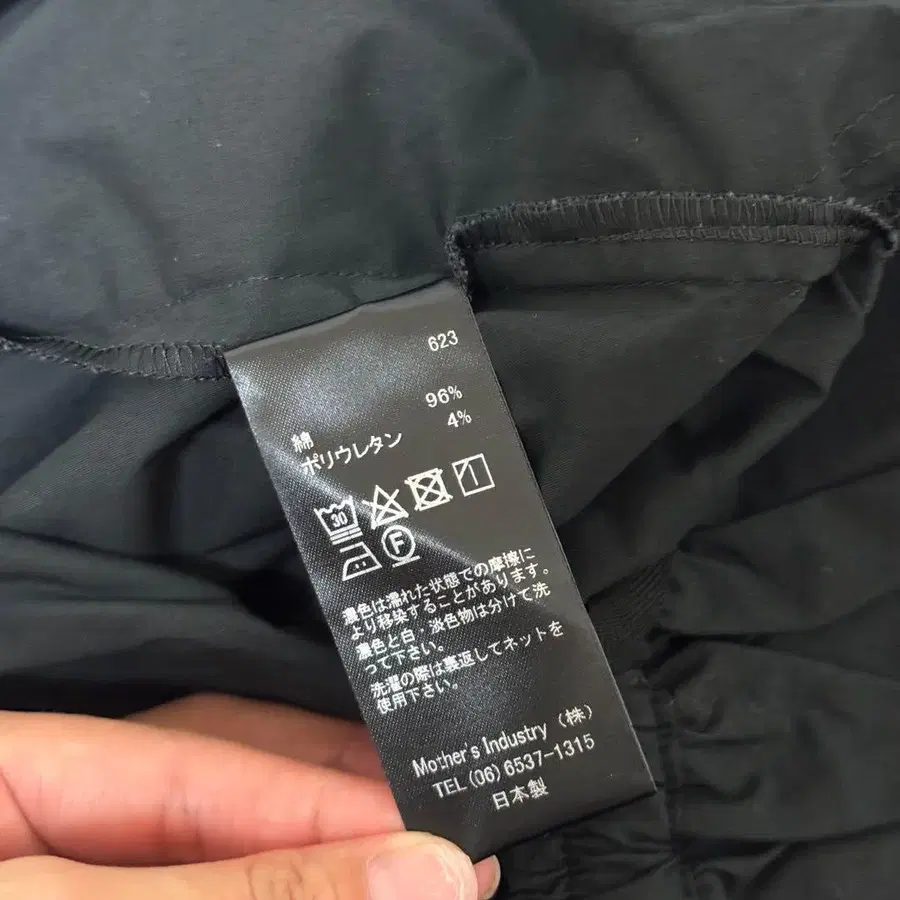 623
綿 96%
ポリウレタン 4%
30
F
濃色は濡れた状態での摩擦に
より移染することがあります。
濃色と白・淡色物は分けて洗
って下さい。
洗濯の際は裏返してネットを
使用下さい。
Mother's Industry (株)
TEL (06) 6537-1315
日本製